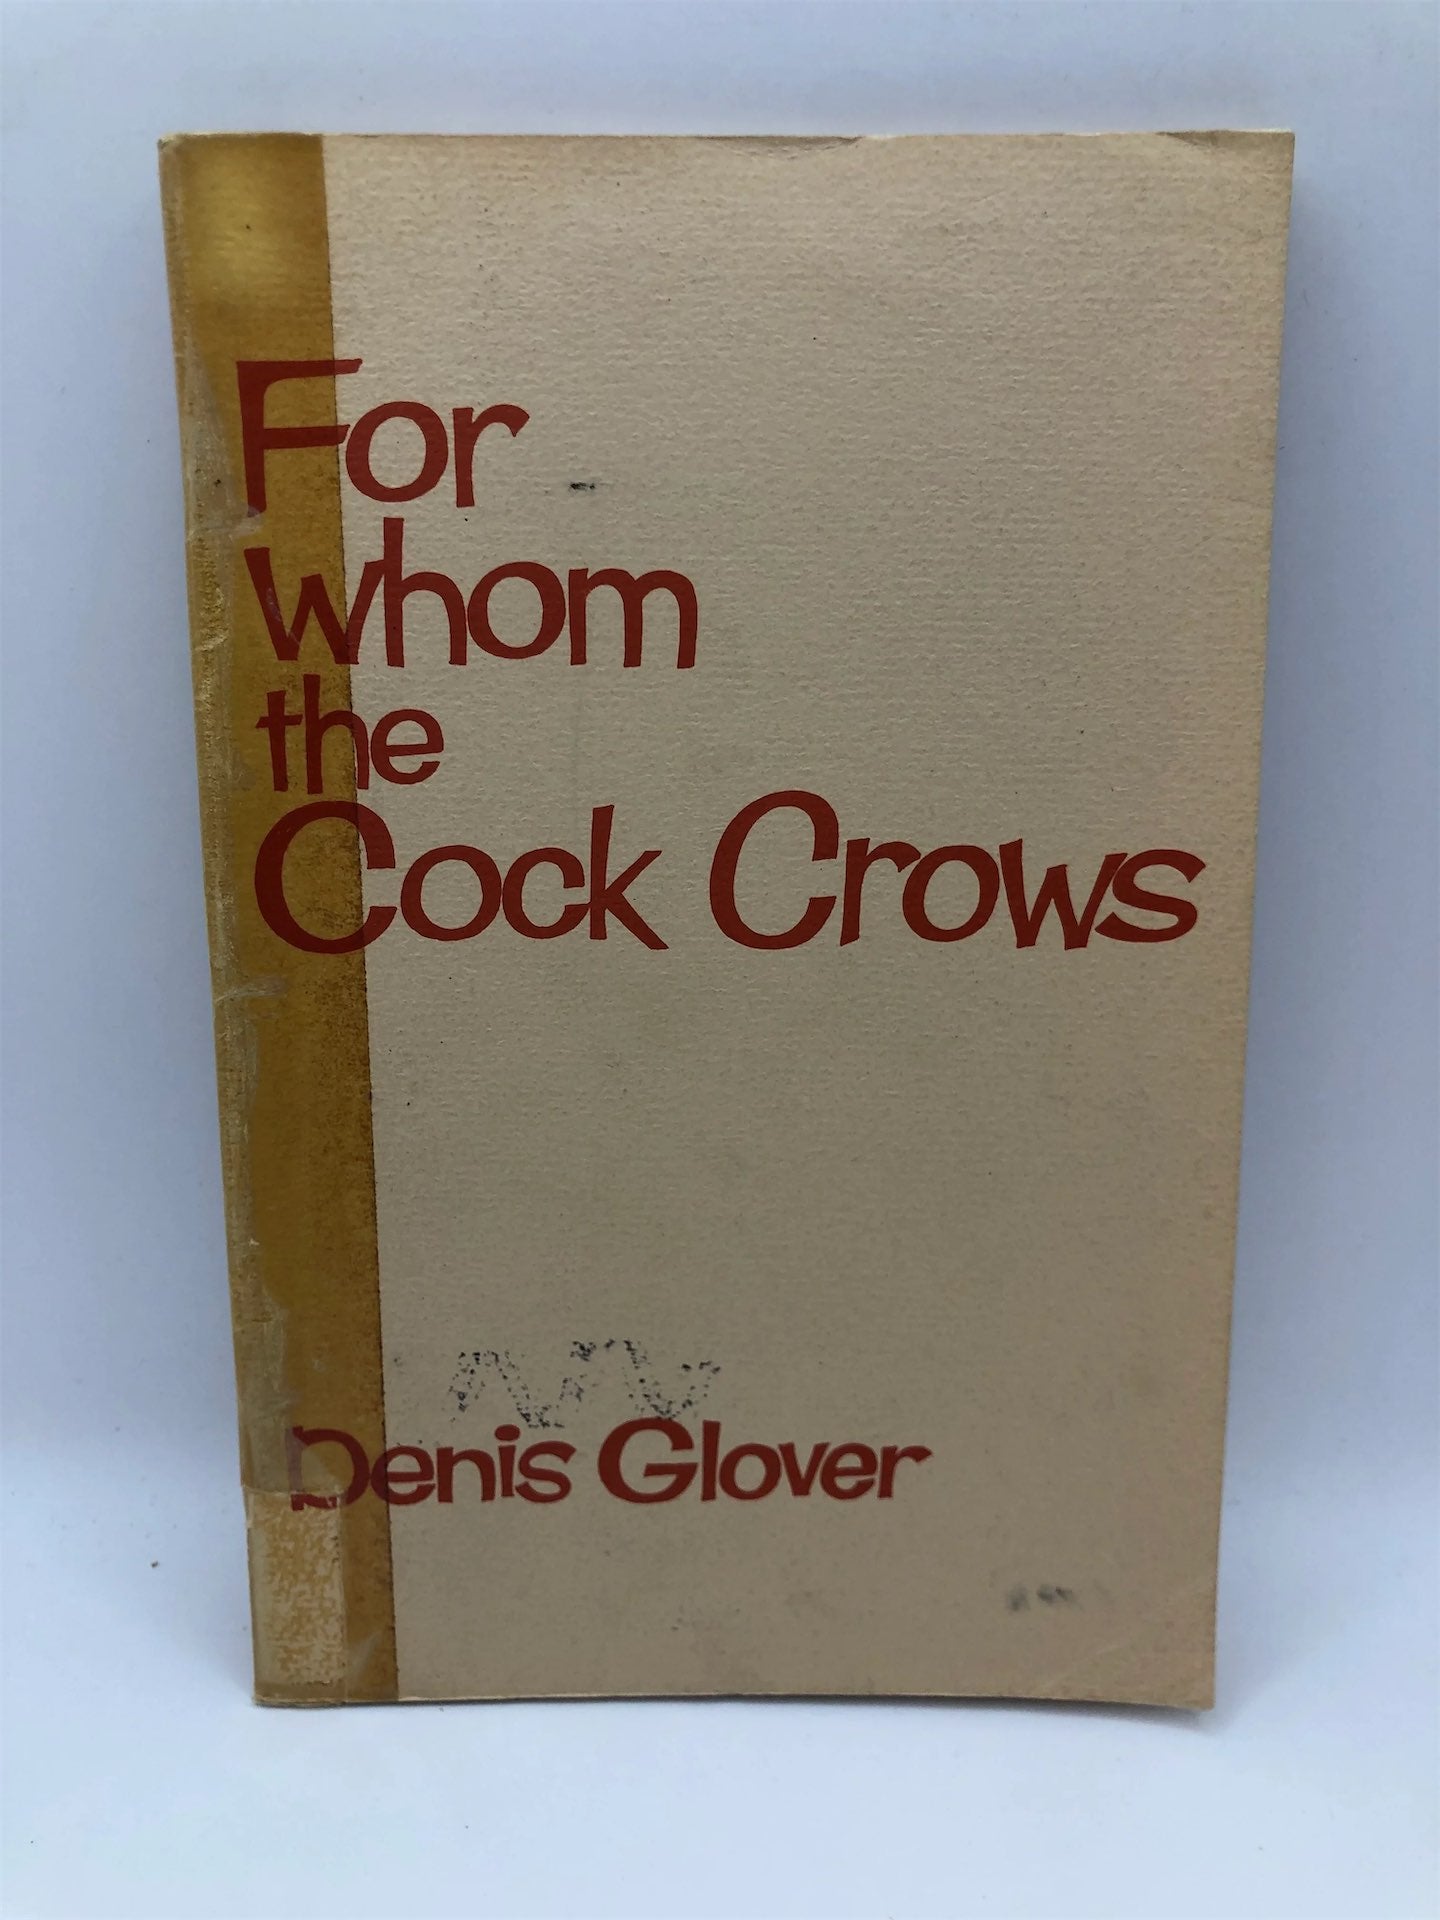 For
whom
the
Cock Crows
Denis Glover